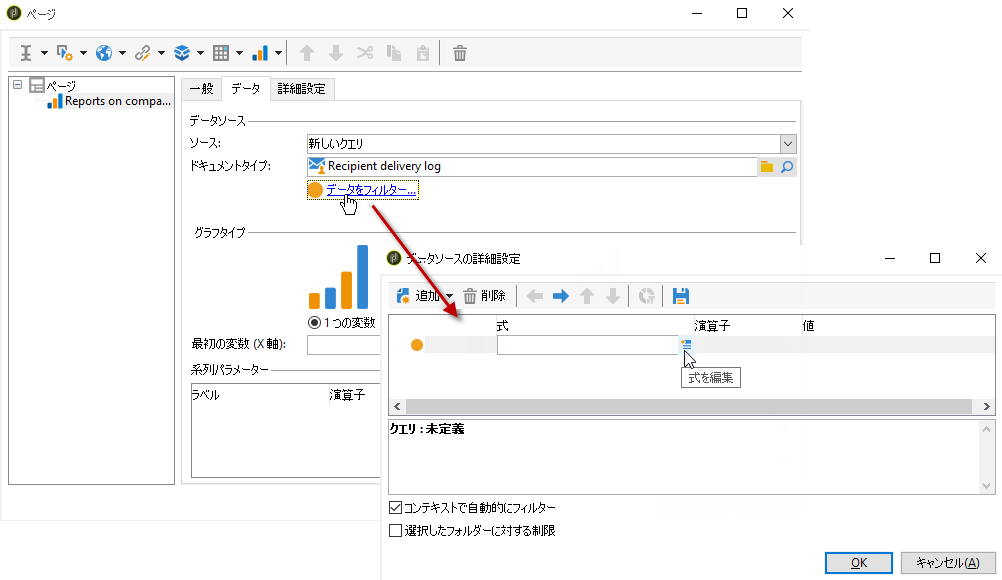 ページ
ページ
Reports on compa...
一般
データ
詳細設定
データソース
ソース:
新しいクエリ
ドキュメントタイプ:
Recipient delivery log
データをフィルター...
グラフタイプ
1つの変数
最初の変数 (X 軸):
系列パラメーター
ラベル
演算子
データソースの詳細設定
追加
削除
式
演算子
値
式を編集
クエリ : 未定義
コンテキストで自動的にフィルター
選択したフォルダーに対する制限
OK
キャンセル(A)